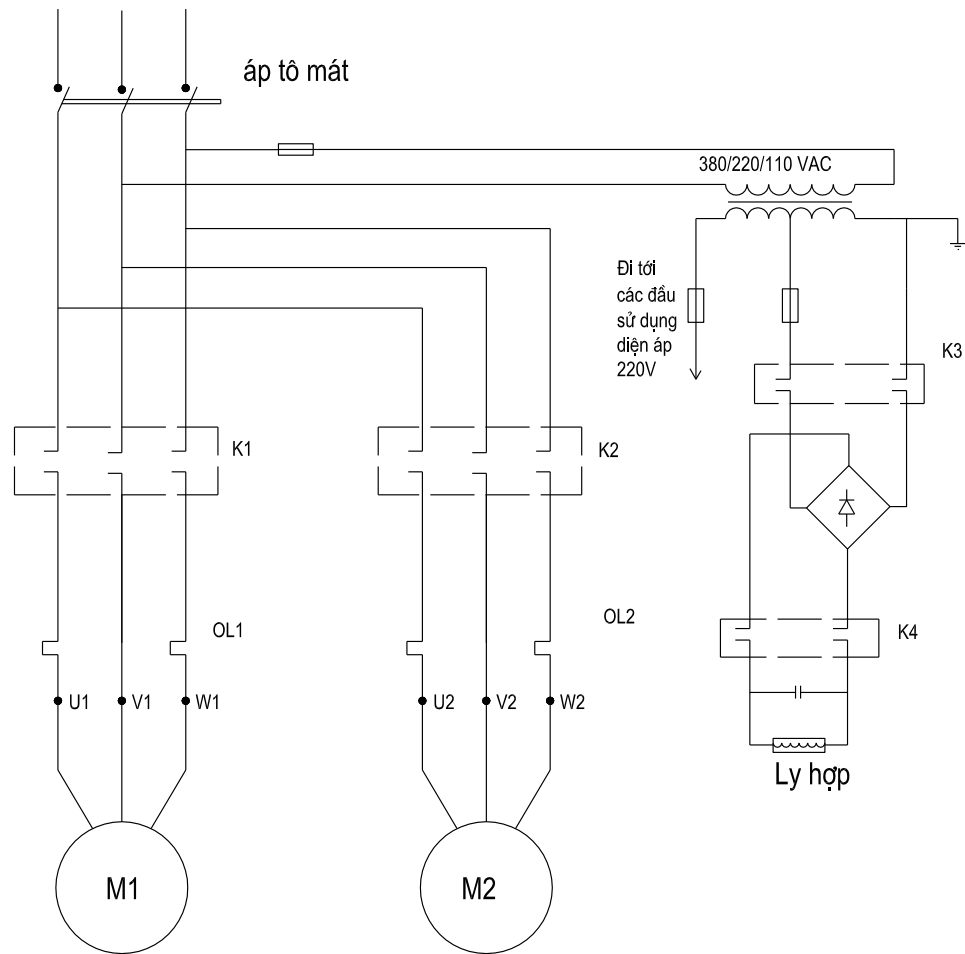 áp tô mát
380/220/110 VAC
Đi tới
các đầu
sử dụng
diện áp
220V
K3
K1
K2
OL1
OL2
K4
U1
V1
W1
U2
V2
W2
Ly hợp
M1
M2